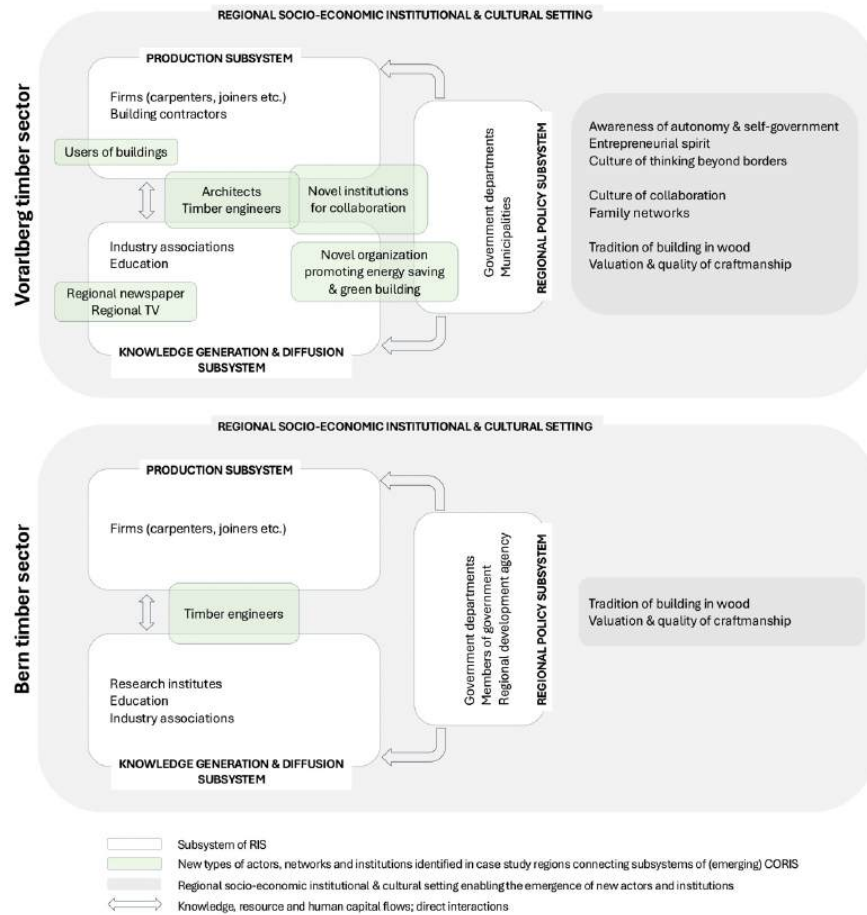 REGIONAL SOCIO-ECONOMIC INSTITUTIONAL & CULTURAL SETTING
Vorarlberg timber sector
PRODUCTION SUBSYSTEM
Firms (carpenters, joiners etc.)
Building contractors
Users of buildings
Architects
Timber engineers
Novel institutions
for collaboration
Industry associations
Education
Novel organization
promoting energy saving
& green building
Regional newspaper
Regional TV
KNOWLEDGE GENERATION & DIFFUSION
SUBSYSTEM
Government departments
Municipalities
REGIONAL POLICY SUBSYSTEM
Awareness of autonomy & self-government
Entrepreneurial spirit
Culture of thinking beyond borders
Culture of collaboration
Family networks
Tradition of building in wood
Valuation & quality of craftmanship
REGIONAL SOCIO-ECONOMIC INSTITUTIONAL & CULTURAL SETTING
Bern timber sector
PRODUCTION SUBSYSTEM
Firms (carpenters, joiners etc.)
Timber engineers
Research institutes
Education
Industry associations
KNOWLEDGE GENERATION & DIFFUSION
SUBSYSTEM
Government departments
Members of government
Regional development agency
REGIONAL POLICY SUBSYSTEM
Tradition of building in wood
Valuation & quality of craftmanship
Subsystem of RIS
New types of actors, networks and institutions identified in case study regions connecting subsystems of (emerging) CORIS
Regional socio-economic institutional & cultural setting enabling the emergence of new actors and institutions
Knowledge, resource and human capital flows; direct interactions